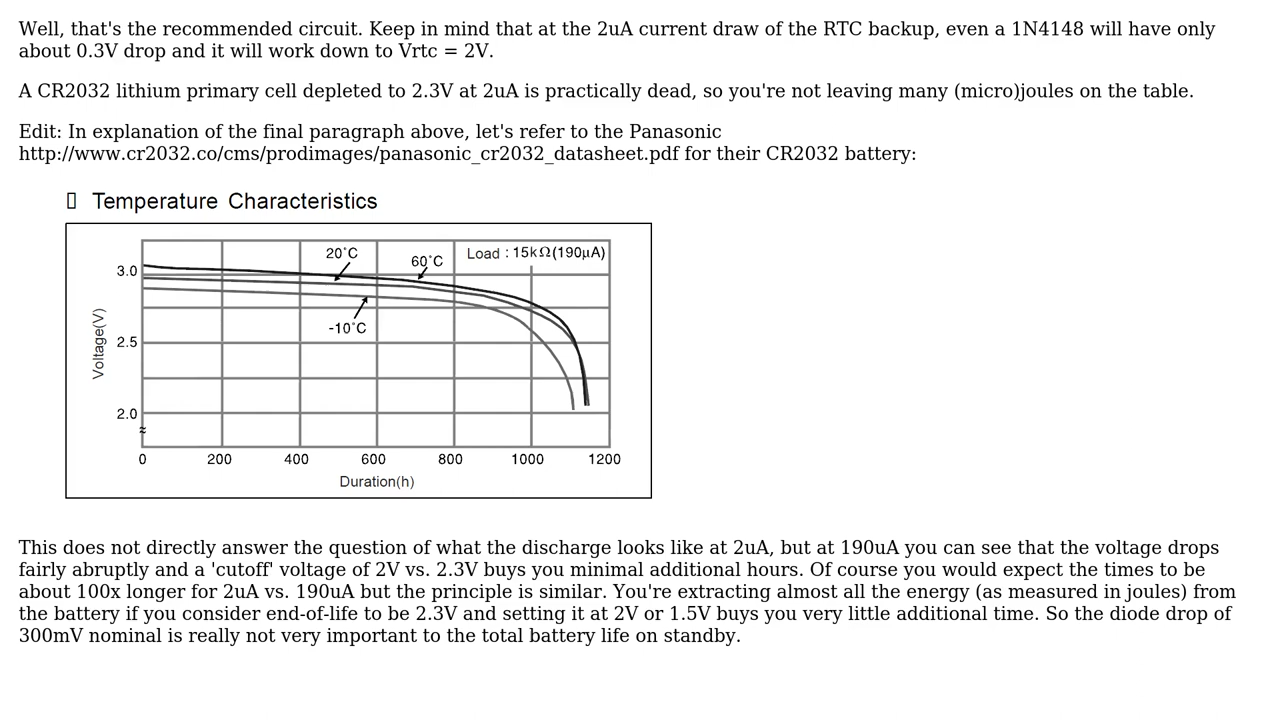 Well, that's the recommended circuit. Keep in mind that at the 2uA current draw of the RTC backup, even a 1N4148 will have only
about 0.3V drop and it will work down to Vrtc = 2V.
A CR2032 lithium primary cell depleted to 2.3V at 2uA is practically dead, so you're not leaving many (micro)joules on the table.
Edit: In explanation of the final paragraph above, let's refer to the Panasonic
http://www.cr2032.co/cms/prodimages/panasonic_cr2032_datasheet.pdf for their CR2032 battery:
Temperature Characteristics
20°C
60°C
Load : 15kΩ(190μA)
3.0
-10°C
Voltage(V)
2.5
2.0
≈
0 200 400 600 800 1000 1200
Duration(h)
This does not directly answer the question of what the discharge looks like at 2uA, but at 190uA you can see that the voltage drops
fairly abruptly and a 'cutoff' voltage of 2V vs. 2.3V buys you minimal additional hours. Of course you would expect the times to be
about 100x longer for 2uA vs. 190uA but the principle is similar. You're extracting almost all the energy (as measured in joules) from
the battery if you consider end-of-life to be 2.3V and setting it at 2V or 1.5V buys you very little additional time. So the diode drop of
300mV nominal is really not very important to the total battery life on standby.